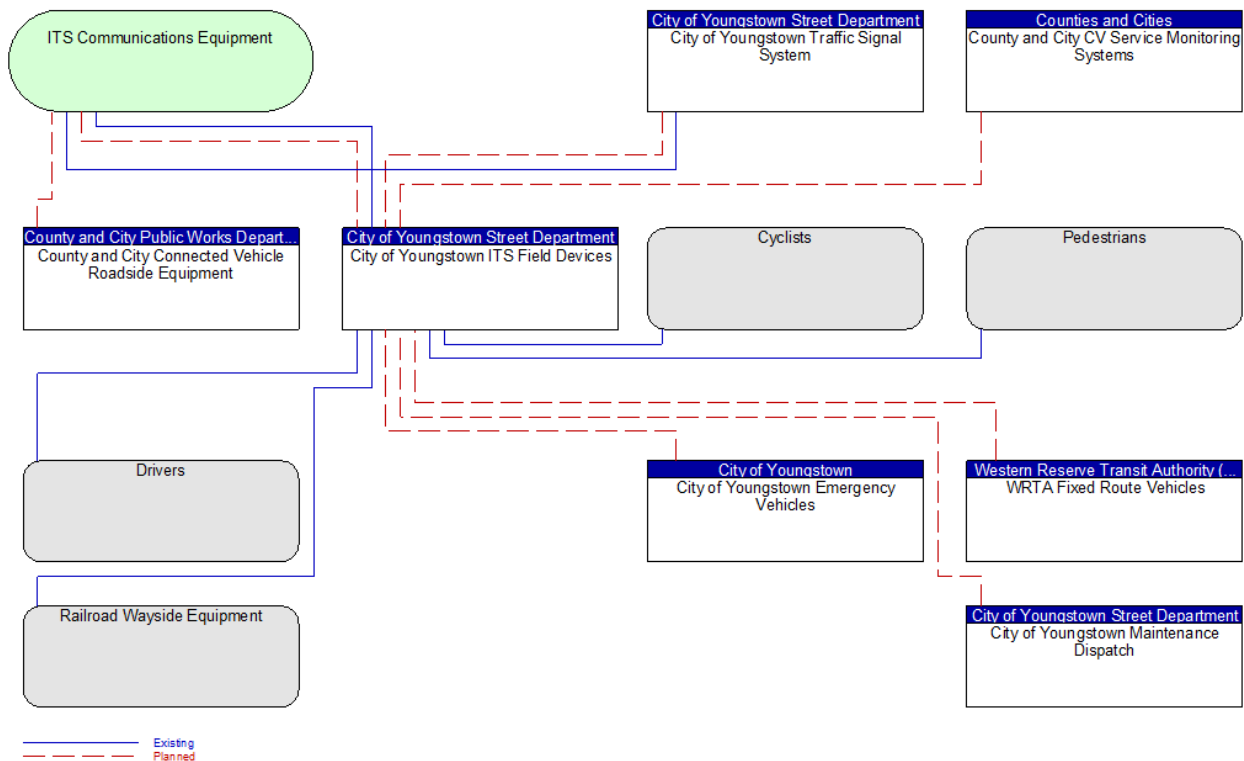 ITS Communications Equipment
City of Youngstown Street Department
City of Youngstown Traffic Signal
System
Counties and Cities
County and City CV Service Monitoring
Systems
County and City Public Works Depart...
County and City Connected Vehicle
Roadside Equipment
City of Youngstown Street Department
City of Youngstown ITS Field Devices
Cyclists
Pedestrians
Drivers
City of Youngstown
City of Youngstown Emergency
Vehicles
Western Reserve Transit Authority (...
WRTA Fixed Route Vehicles
Railroad Wayside Equipment
City of Youngstown Street Department
City of Youngstown Maintenance
Dispatch
Existing
Planned